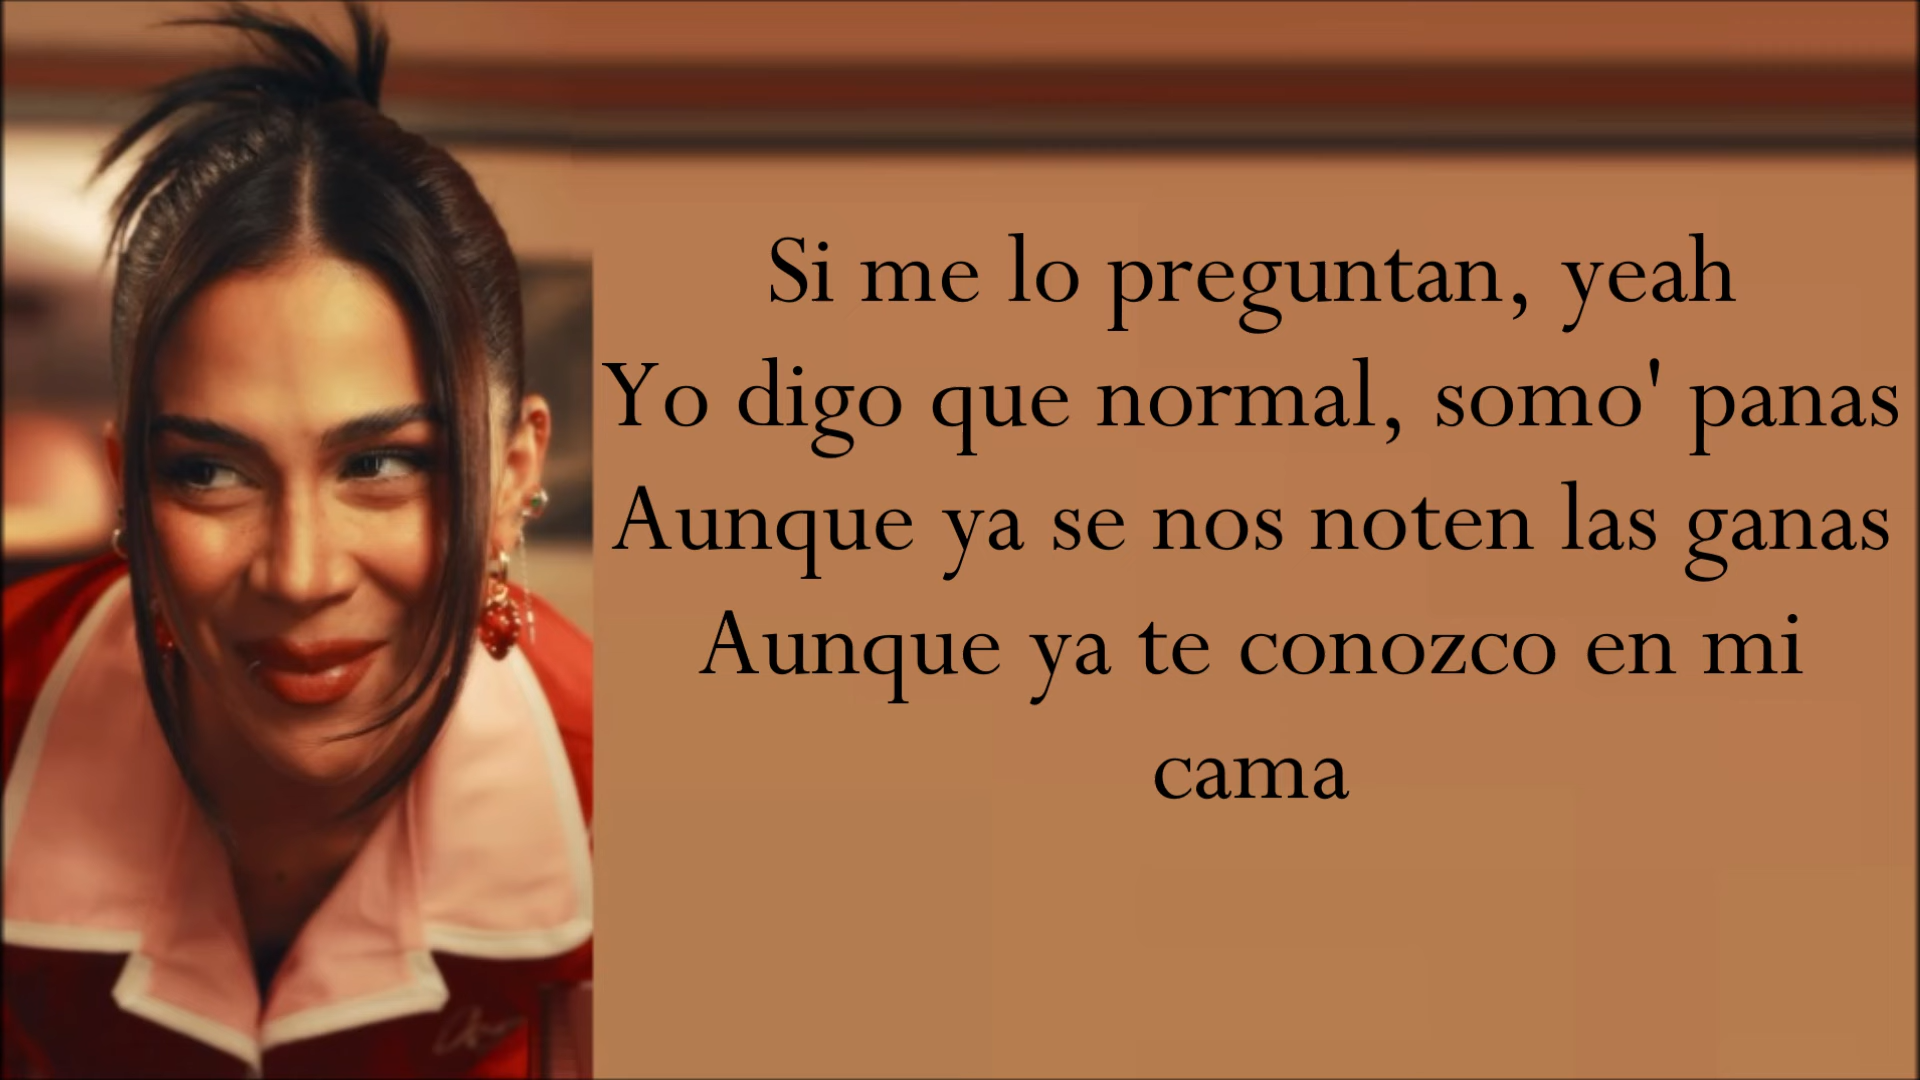 Si me lo preguntan, yeah
Yo digo que normal, somo' panas
Aunque ya se nos noten las ganas
Aunque ya te conozco en mi
cama